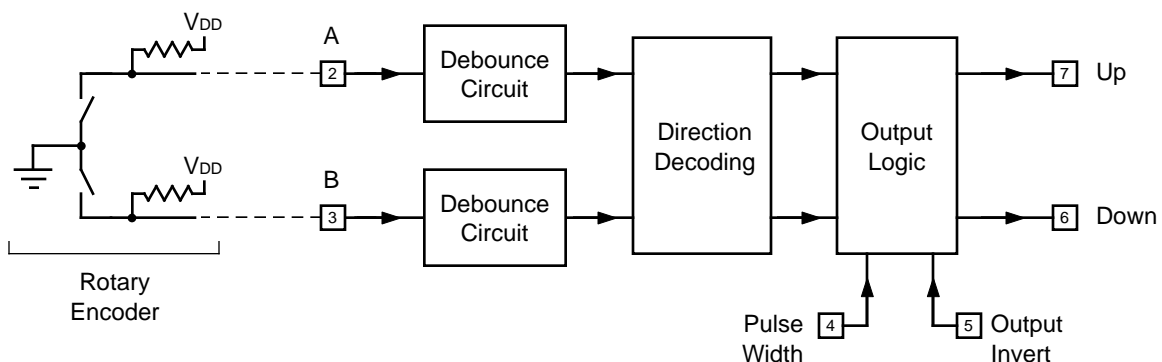 VDD
A
2
Debounce
Circuit
Direction
Decoding
Output
Logic
7
Up
VDD
B
3
Debounce
Circuit
6
Down
Rotary
Encoder
Pulse
Width
4
5
Output
Invert